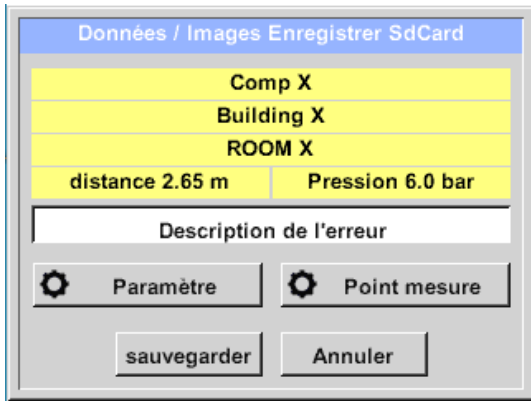 Données / Images Enregistrer SdCard
Comp X
Building X
ROOM X
distance 2.65 m Pression 6.0 bar
Description de l'erreur
Paramètre Point mesure
sauvegarder Annuler